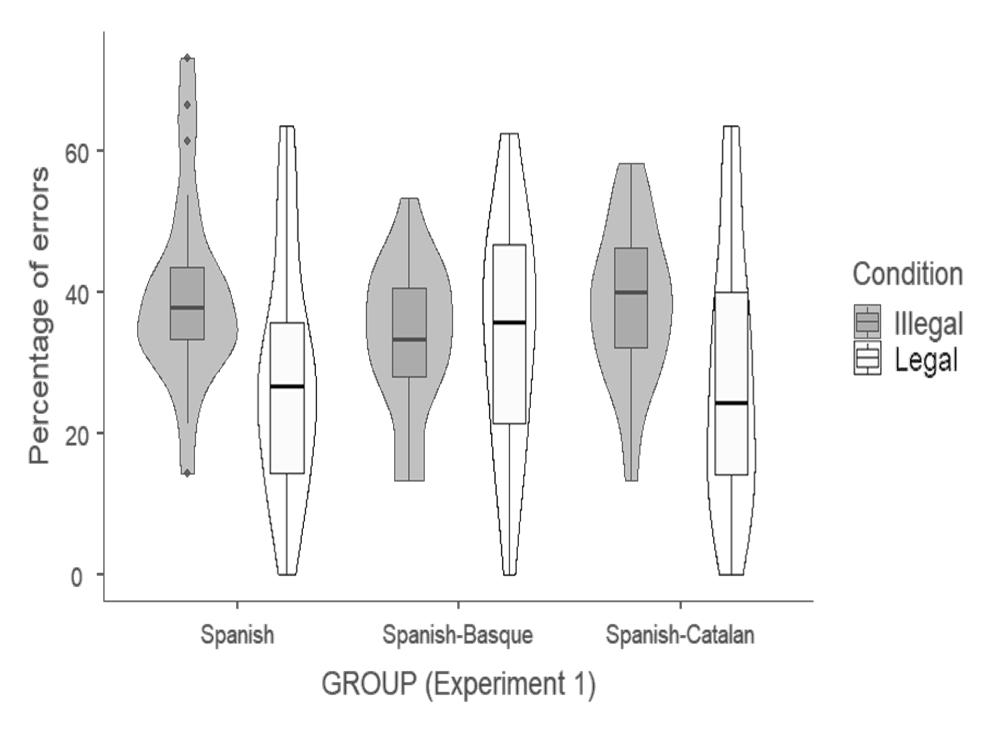 Percentage of errors
60
40
20
0
Spanish
Spanish-Basque
Spanish-Catalan
GROUP (Experiment 1)
Condition
Illegal
Legal